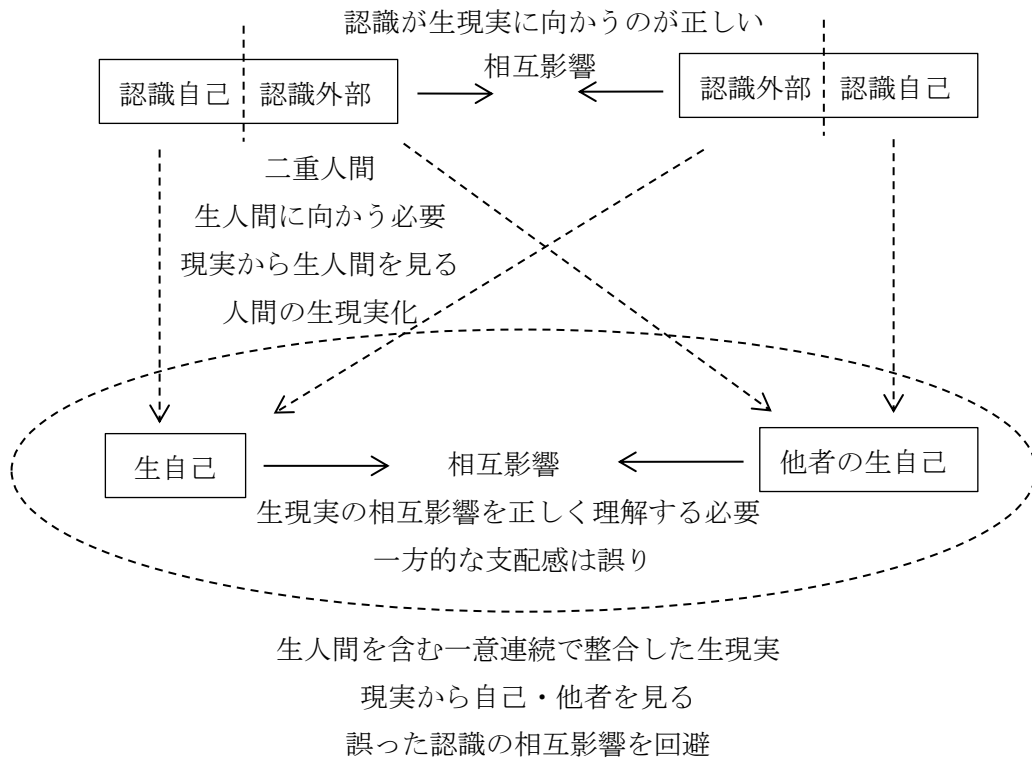 認識が生現実に向かうのが正しい
相互影響
認識自己 認識外部
認識外部 認識自己
二重人間
生人間に向かう必要
現実から生人間を見る
人間の生現実化
生自己
相互影響
他者の生自己
生現実の相互影響を正しく理解する必要
一方的な支配感は誤り
生人間を含む一意連続で整合した生現実
現実から自己・他者を見る
誤った認識の相互影響を回避